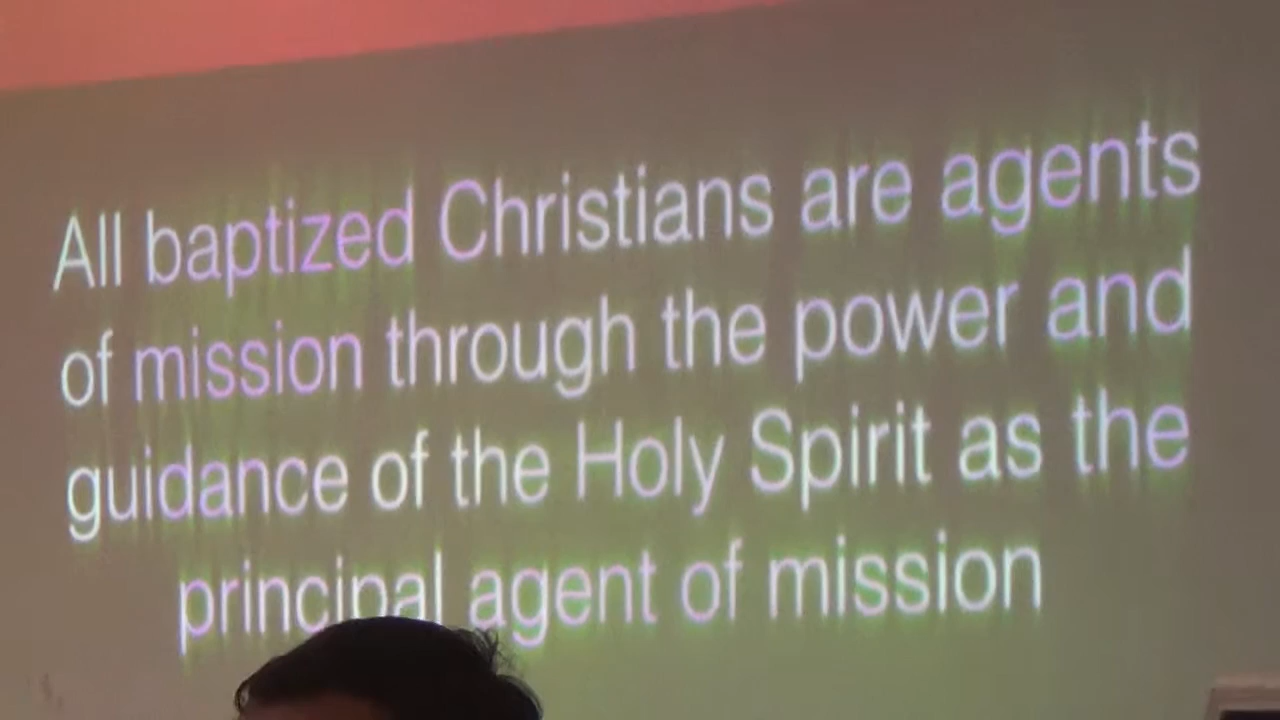 All baptized Christians are agents
of mission through the power and
guidance of the Holy Spirit as the
principal agent of mission